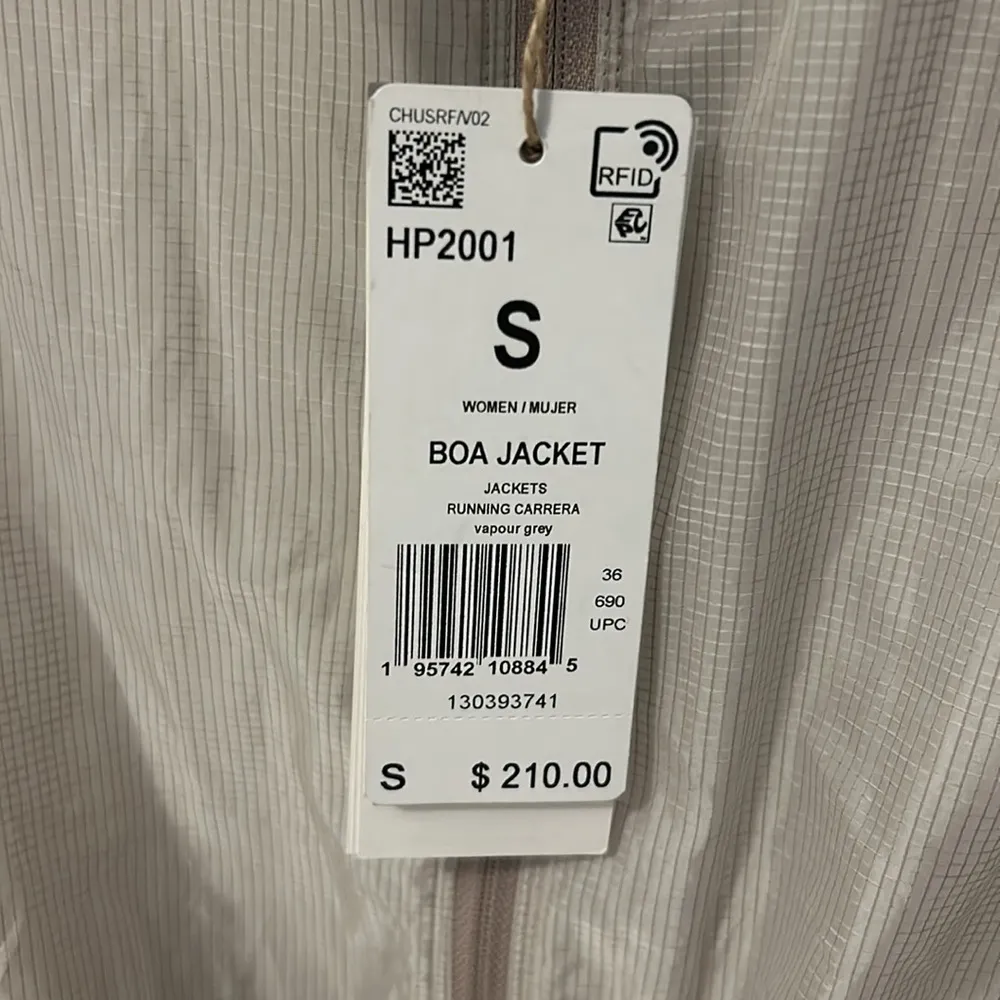 CHUSRF/V02
RFID
HP2001
S
WOMEN / MUJER
BOA JACKET
JACKETS
RUNNING CARRERA
vapour grey
36
690
UPC
1 95742 10884 5
130393741
S $ 210.00